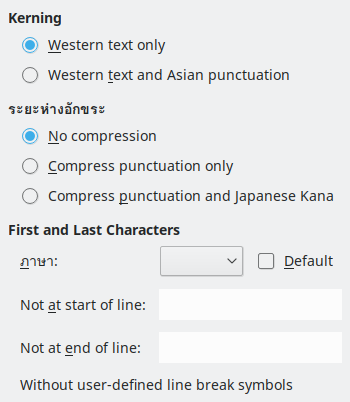 Kerning
Western text only
Western text and Asian punctuation
ระยะห่างอักขระ
No compression
Compress punctuation only
Compress punctuation and Japanese Kana
First and Last Characters
ภาษา:
Default
Not at start of line:
Not at end of line:
Without user-defined line break symbols